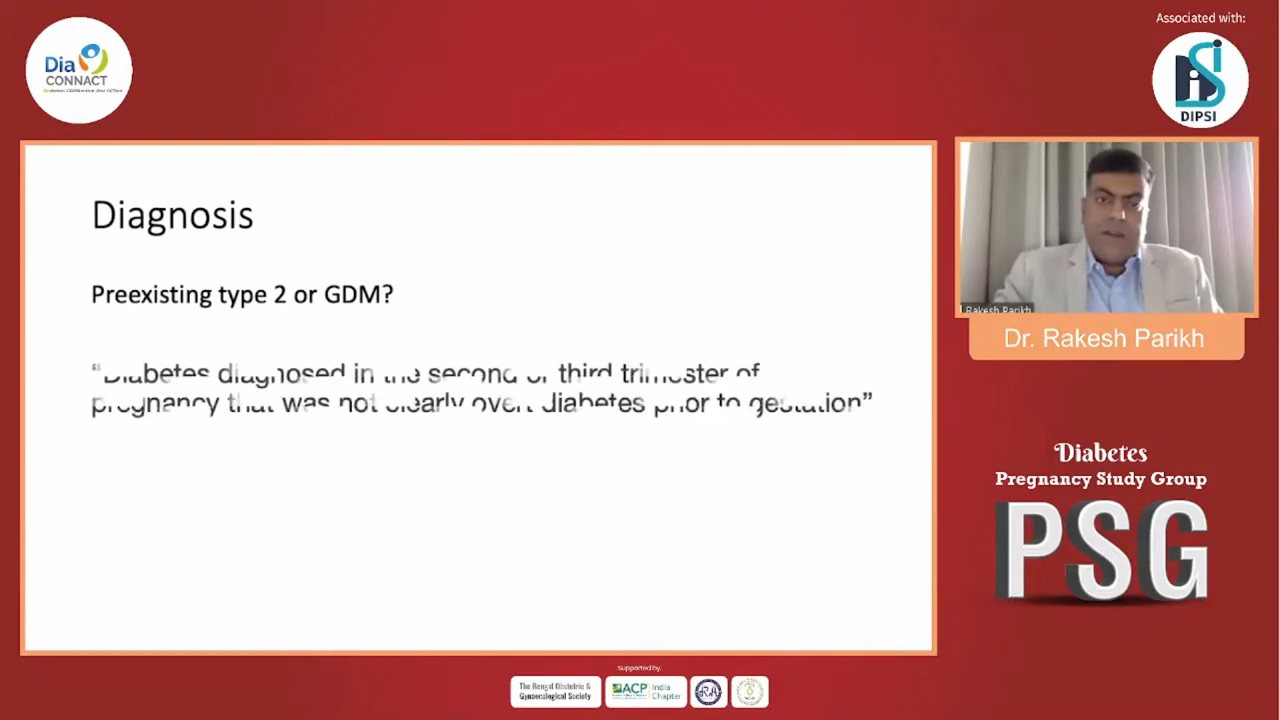 Associated with:
Dia
CONNACT
DIPSI
Diagnosis
Preexisting type 2 or GDM?
“Diabetes diagnosed in the second or third trimester of
pregnancy that was not clearly overt diabetes prior to gestation”
Rakesh Parikh
Dr. Rakesh Parikh
Diabetes
Pregnancy Study Group
PSG
Supported by:
The Bengal Obstetric &
Gynaecological Society
ACP
India
Chapter